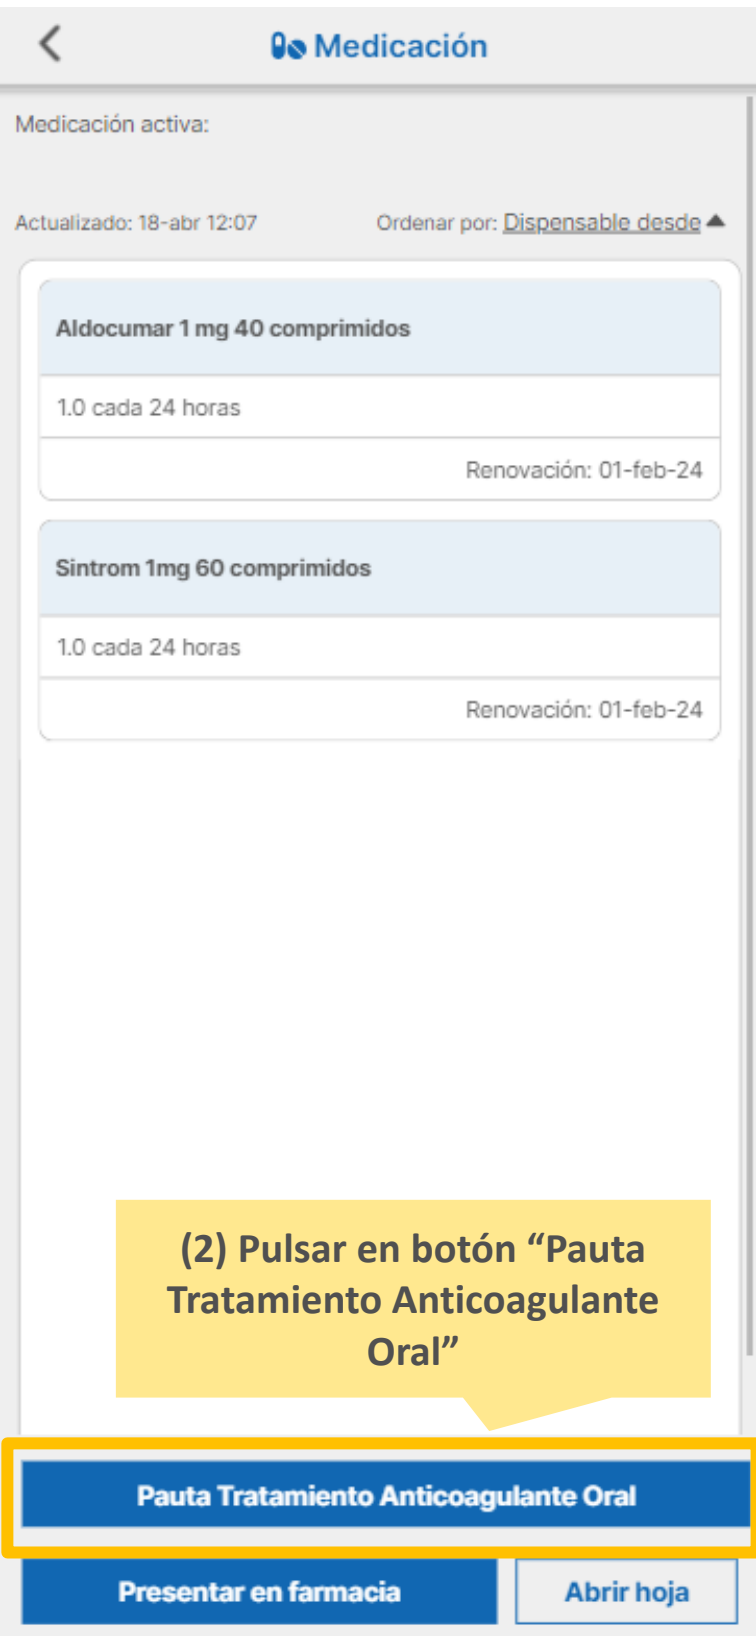 Medicación
Medicación activa:
Actualizado: 18-abr 12:07
Ordenar por: Dispensable desde
Aldocumar 1 mg 40 comprimidos
1.0 cada 24 horas
Renovación: 01-feb-24
Sintrom 1mg 60 comprimidos
1.0 cada 24 horas
Renovación: 01-feb-24
(2) Pulsar en botón “Pauta
Tratamiento Anticoagulante
Oral”
Pauta Tratamiento Anticoagulante Oral
Presentar en farmacia
Abrir hoja